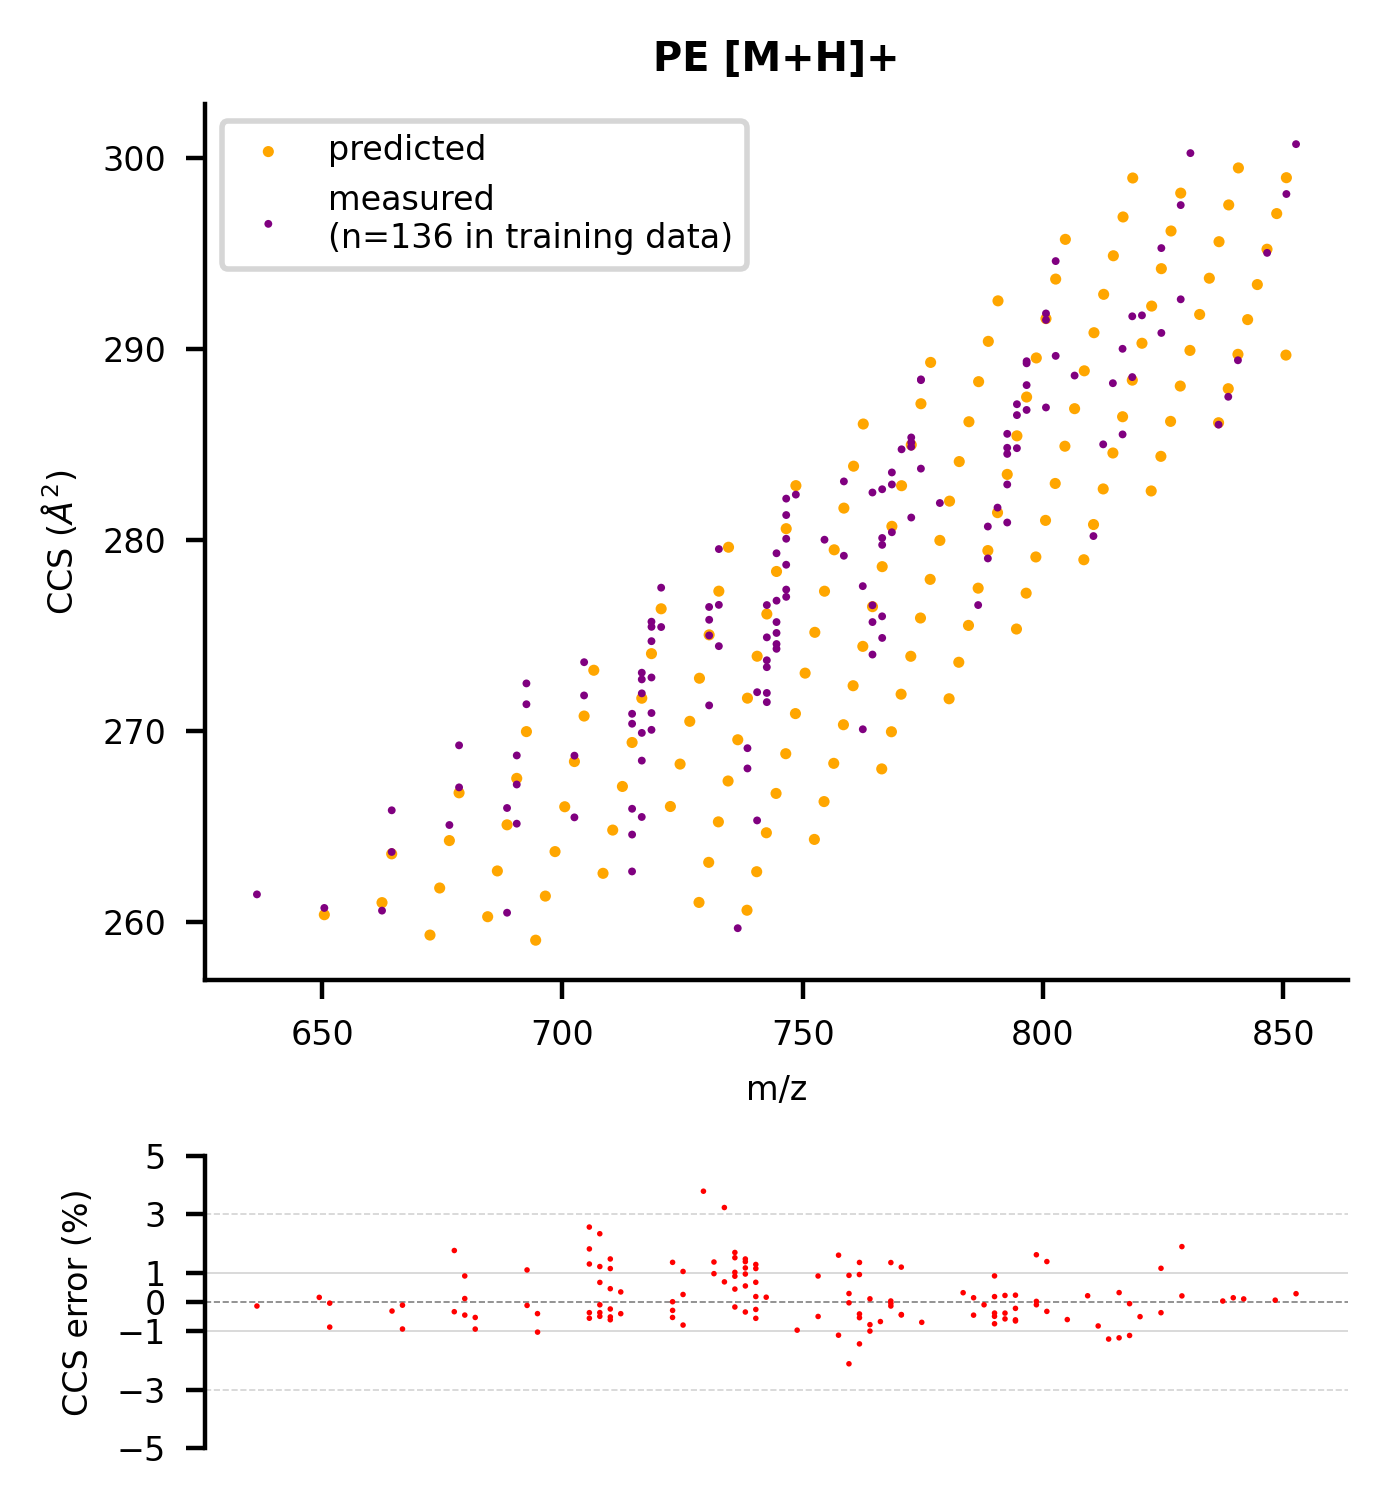 PE [M+H]+
predicted
measured
(n=136 in training data)
300
290
280
270
260
CCS (Å²)
650 700 750 800 850
m/z
5
3
1
0
−1
−3
−5
CCS error (%)